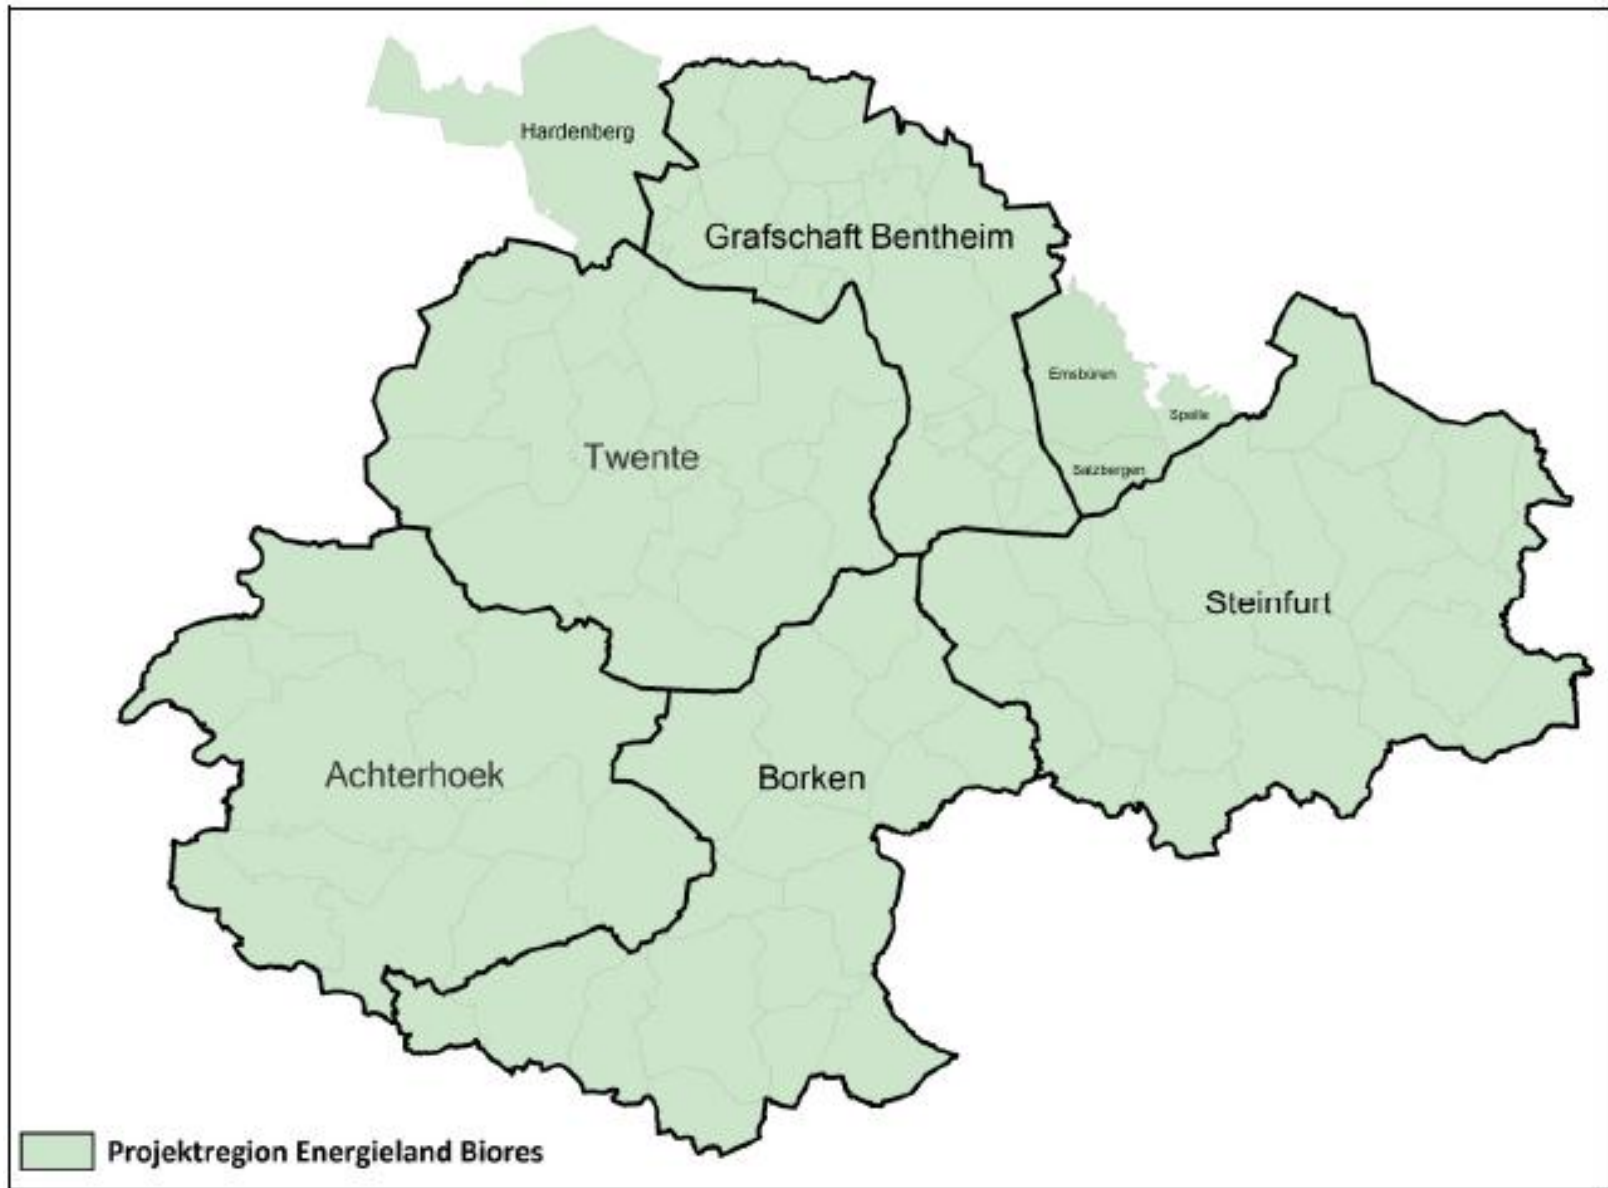 Hardenberg
Grafschaft Bentheim
Emsbüren
Spelle
Twente
Salzbergen
Steinfurt
Achterhoek
Borken
Projektregion Energieland Biores